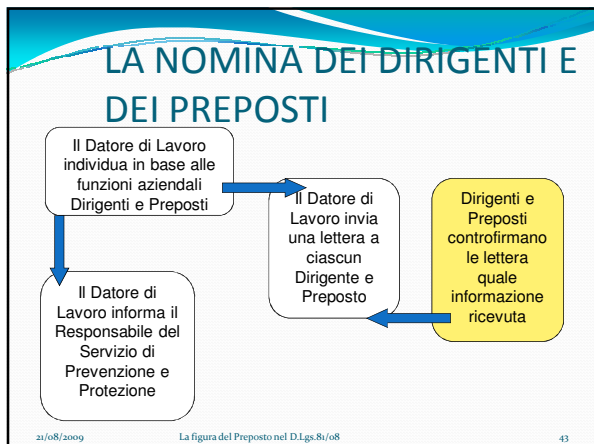 LA NOMINA DEI DIRIGENTI E
DEI PREPOSTI
Il Datore di Lavoro
individua in base alle
funzioni aziendali
Dirigenti e Preposti
Il Datore di
Lavoro invia
una lettera a
ciascun
Dirigente e
Preposto
Dirigenti e
Preposti
controfirmano
le lettera
quale
informazione
ricevuta
Il Datore di
Lavoro informa il
Responsabile del
Servizio di
Prevenzione e
Protezione
21/08/2009
La figura del Preposto nel D.Lgs.81/08
43